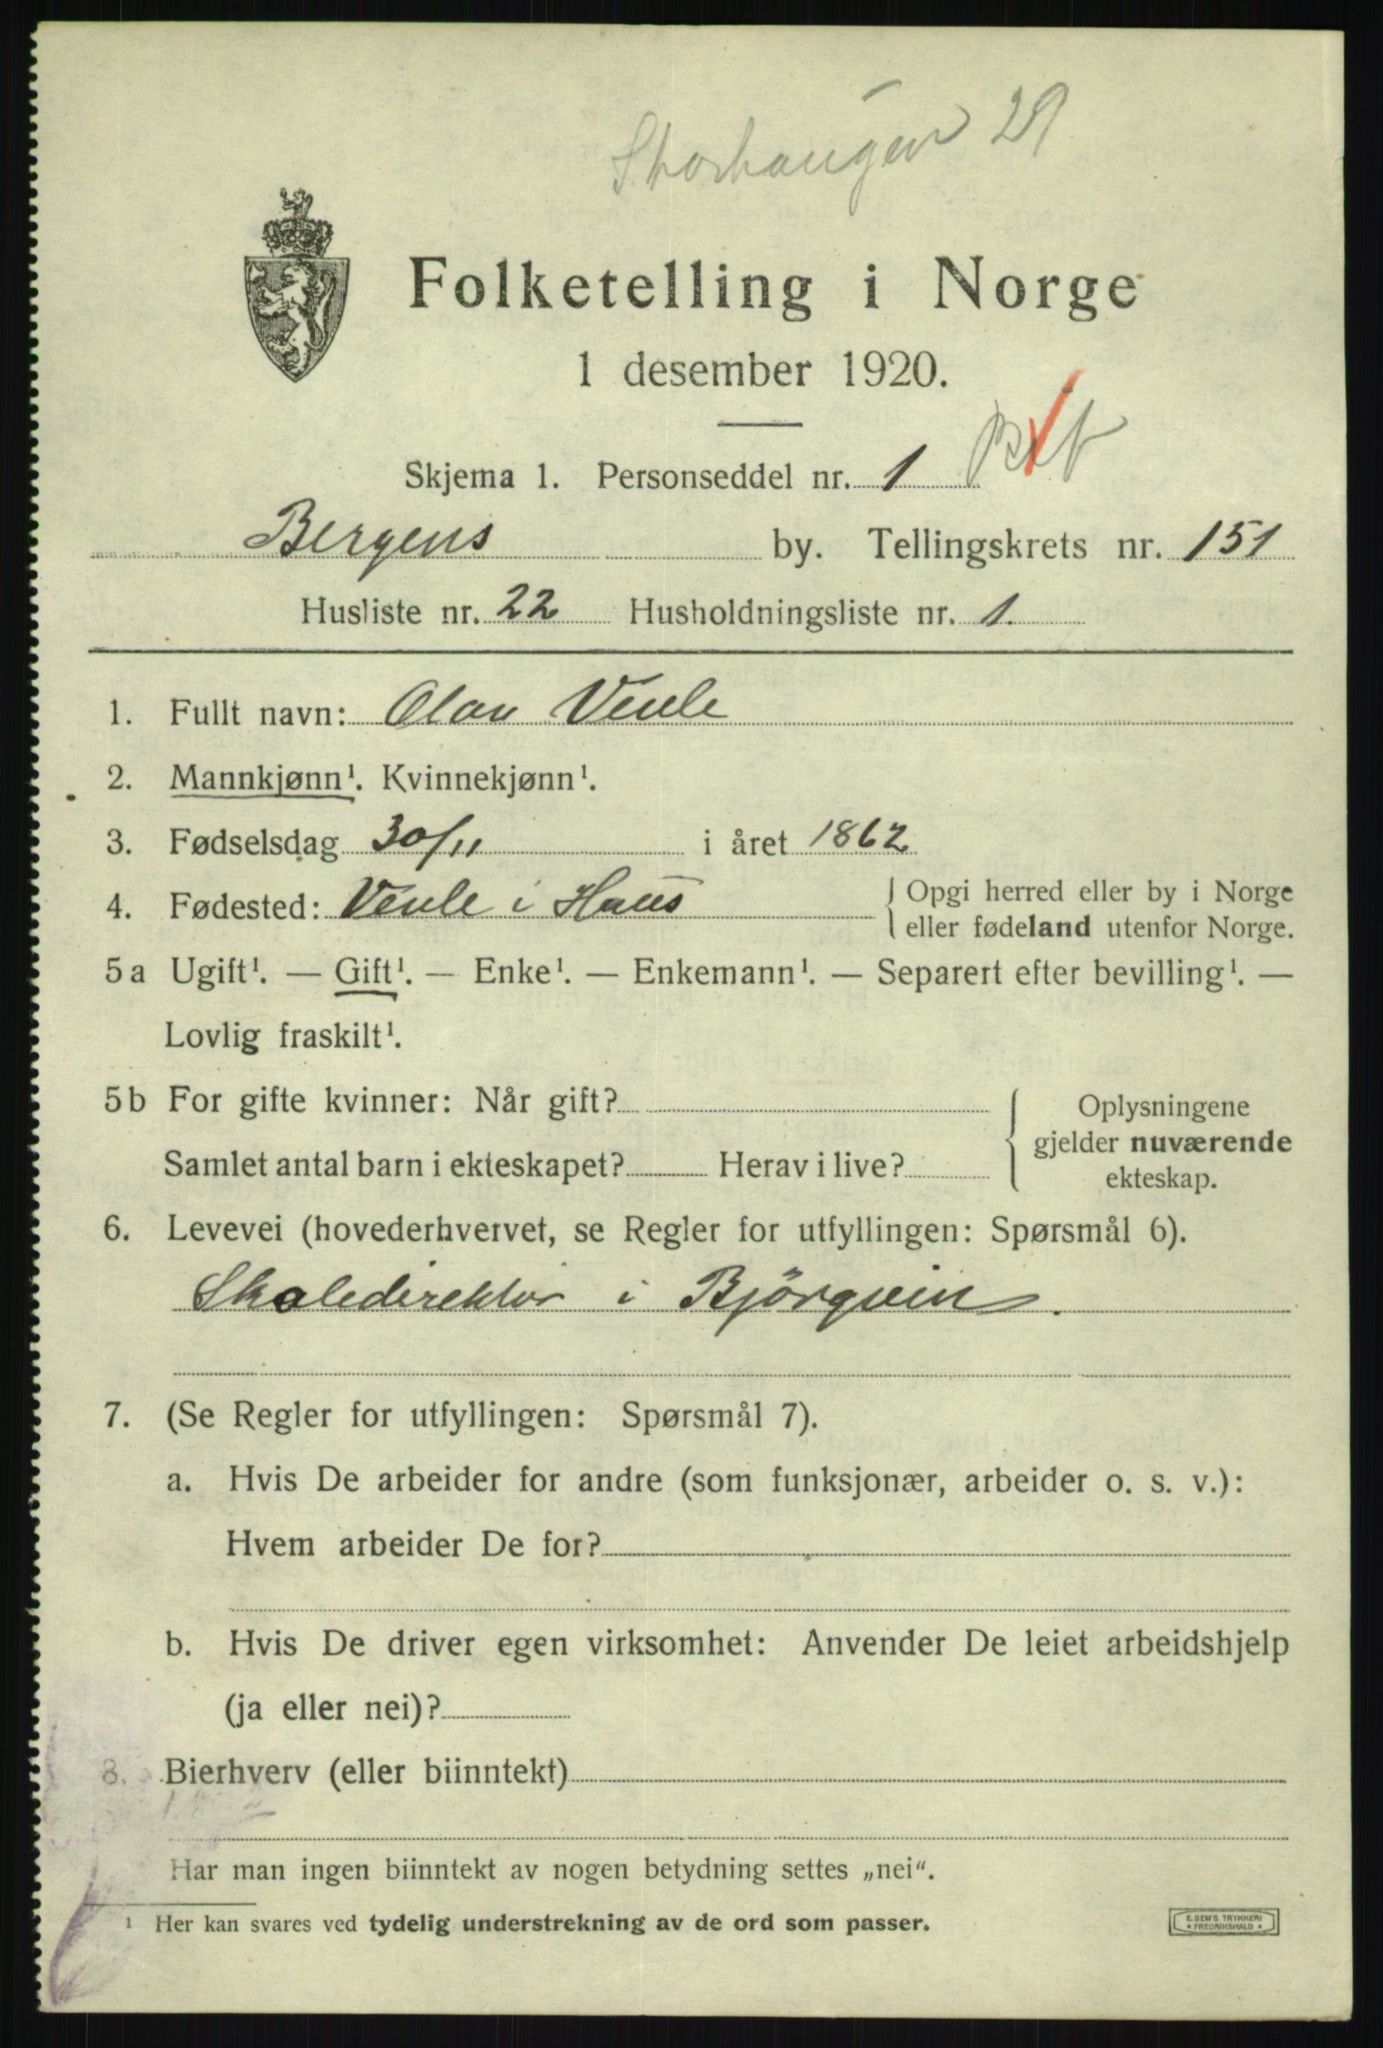 Storhaugen 29
Folketelling i Norge
1 desember 1920.
Skjema 1. Personseddel nr. 1
Bergens by. Tellingskrets nr. 151
Husliste nr. 22 Husholdningsliste nr. 1.
1. Fullt navn: Olav Veule
2. Mannkjønn¹. Kvinnekjønn¹.
3. Fødselsdag 30/11 i året 1862
4. Fødested: Veule i Haus { Opgi herred eller by i Norge
eller fødeland utenfor Norge.
5a Ugift¹. — Gift¹. — Enke¹. — Enkemann¹. — Separert efter bevilling¹. —
Lovlig fraskilt¹.
5b For gifte kvinner: Når gift?
Samlet antal barn i ekteskapet? Herav i live?
{ Oplysningene
gjelder nuværende
ekteskap.
6. Levevei (hovederhvervet, se Regler for utfyllingen: Spørsmål 6).
Skoledirektør i Bjørgvin.
7. (Se Regler for utfyllingen: Spørsmål 7).
a. Hvis De arbeider for andre (som funksjonær, arbeider o. s. v.):
Hvem arbeider De for?
b. Hvis De driver egen virksomhet: Anvender De leiet arbeidshjelp
(ja eller nei)?
8. Bierhverv (eller biinntekt)
Har man ingen biinntekt av nogen betydning settes „nei“.
¹ Her kan svares ved tydelig understrekning av de ord som passer.
E. SEM'S TRYKKERI
* FREDRIKSHALD *